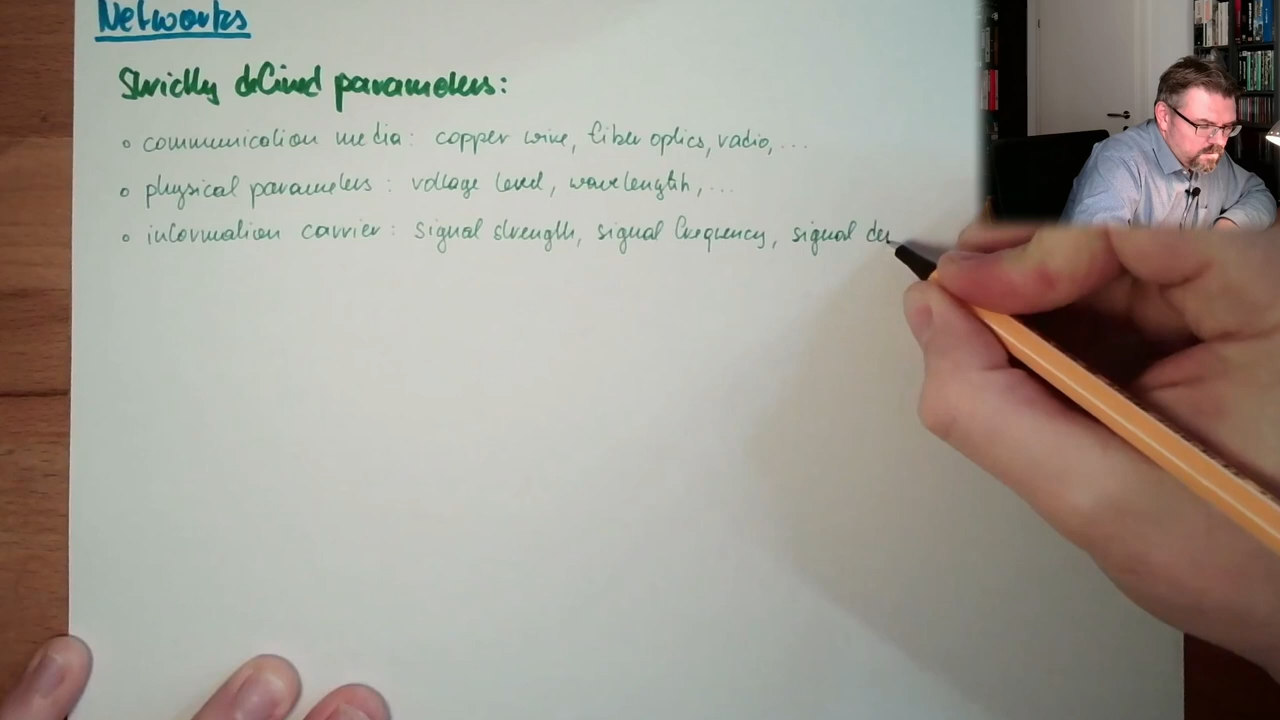 Networks
Strictly defined parameters:
◦ communication media: copper wire, fiber optics, radio, ...
◦ physical parameters: voltage level, wavelength, ...
◦ information carrier: signal strength, signal frequency, signal den